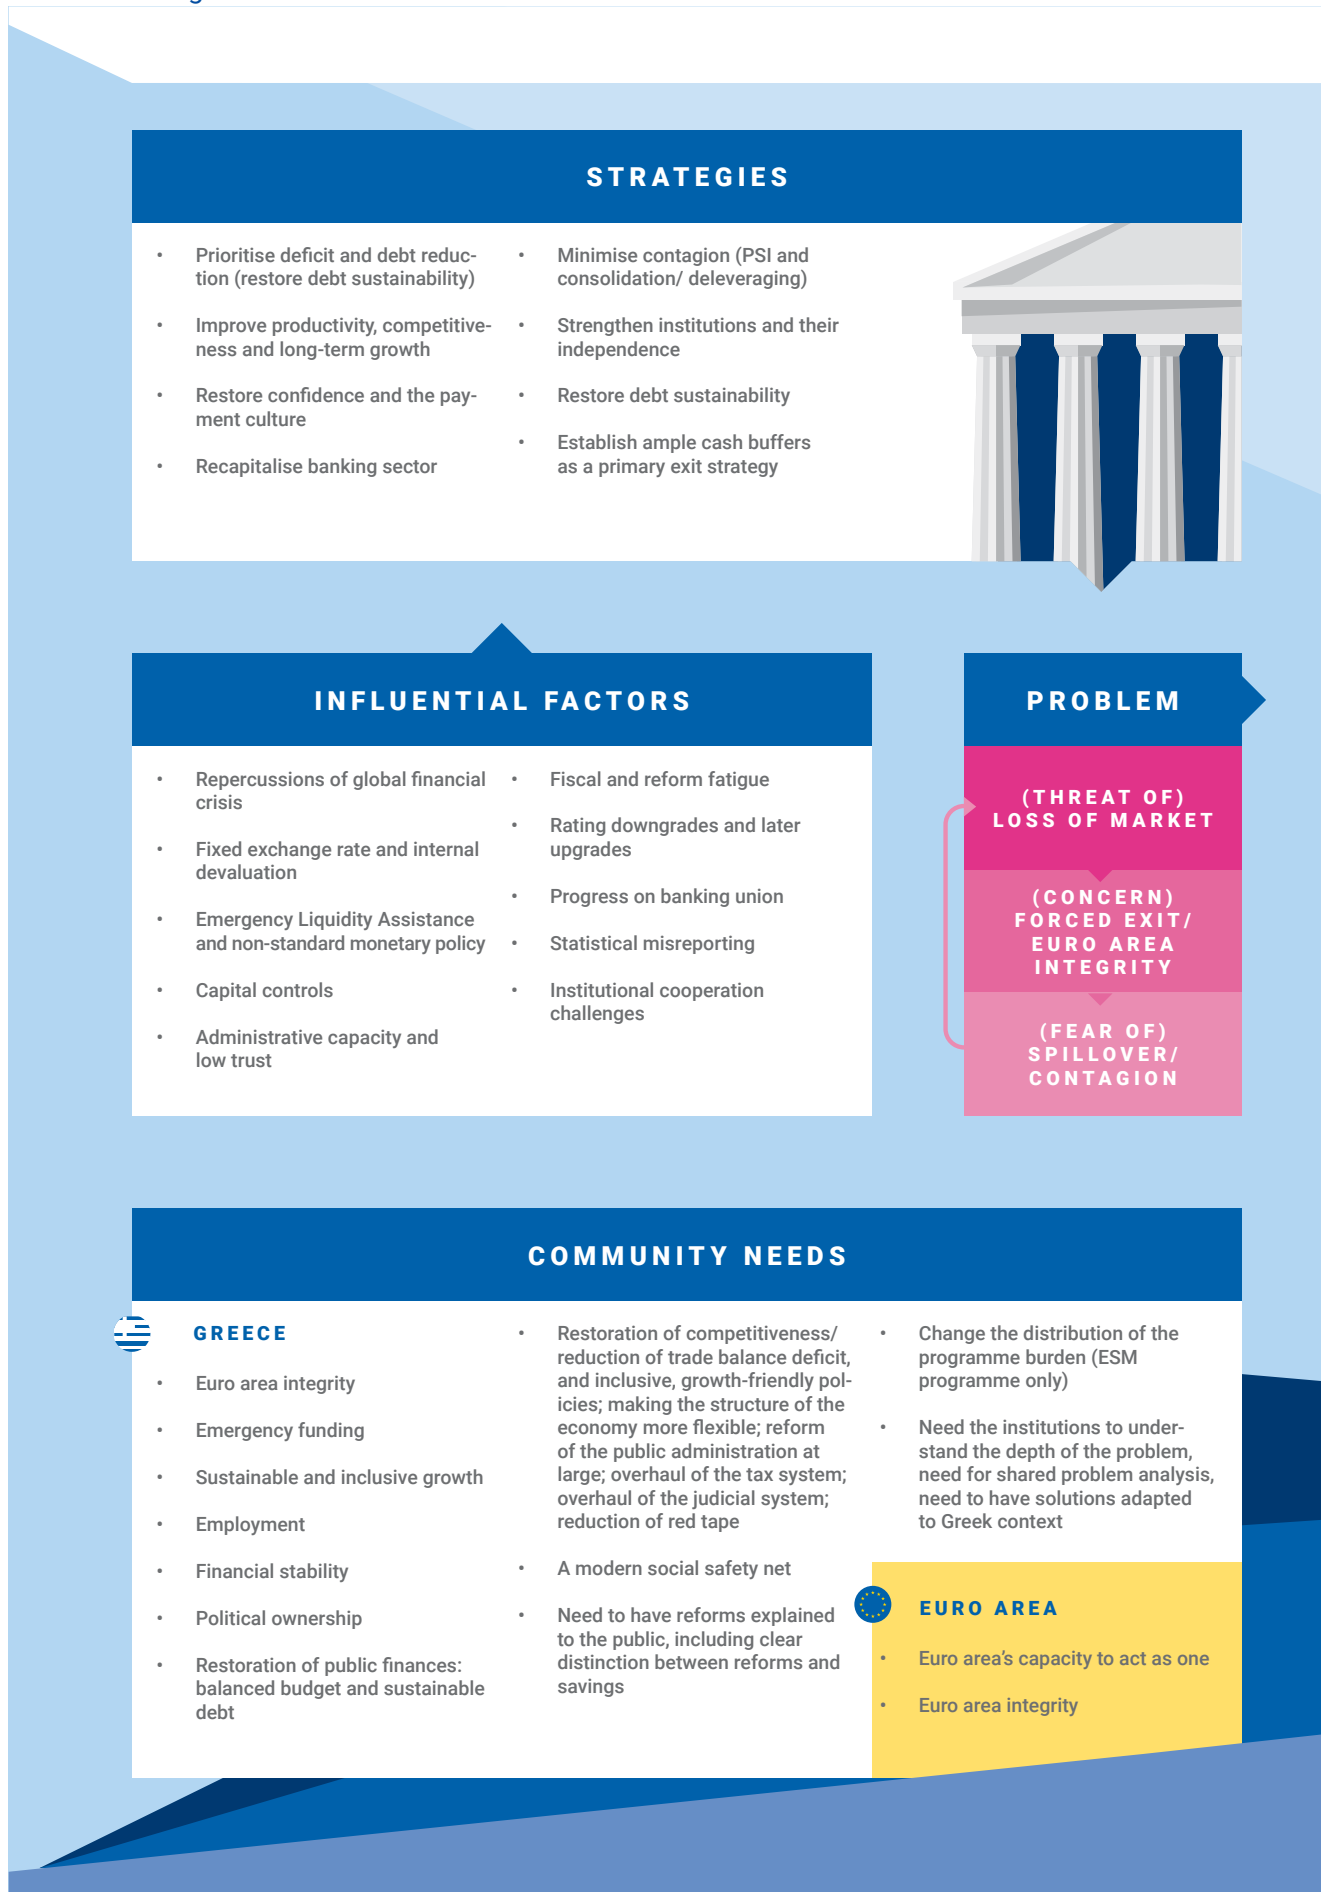 STRATEGIES
• Prioritise deficit and debt reduc-
tion (restore debt sustainability)
• Improve productivity, competitive-
ness and long-term growth
• Restore confidence and the pay-
ment culture
• Recapitalise banking sector
• Minimise contagion (PSI and
consolidation/ deleveraging)
• Strengthen institutions and their
independence
• Restore debt sustainability
• Establish ample cash buffers
as a primary exit strategy
INFLUENTIAL FACTORS
• Repercussions of global financial
crisis
• Fixed exchange rate and internal
devaluation
• Emergency Liquidity Assistance
and non-standard monetary policy
• Capital controls
• Administrative capacity and
low trust
• Fiscal and reform fatigue
• Rating downgrades and later
upgrades
• Progress on banking union
• Statistical misreporting
• Institutional cooperation
challenges
PROBLEM
(THREAT OF)
LOSS OF MARKET
(CONCERN)
FORCED EXIT/
EURO AREA
INTEGRITY
(FEAR OF)
SPILLOVER/
CONTAGION
COMMUNITY NEEDS
GREECE
• Euro area integrity
• Emergency funding
• Sustainable and inclusive growth
• Employment
• Financial stability
• Political ownership
• Restoration of public finances:
balanced budget and sustainable
debt
• Restoration of competitiveness/
reduction of trade balance deficit,
and inclusive, growth-friendly pol-
icies; making the structure of the
economy more flexible; reform
of the public administration at
large; overhaul of the tax system;
overhaul of the judicial system;
reduction of red tape
• A modern social safety net
• Need to have reforms explained
to the public, including clear
distinction between reforms and
savings
• Change the distribution of the
programme burden (ESM
programme only)
• Need the institutions to under-
stand the depth of the problem,
need for shared problem analysis,
need to have solutions adapted
to Greek context
EURO AREA
• Euro area's capacity to act as one
• Euro area integrity